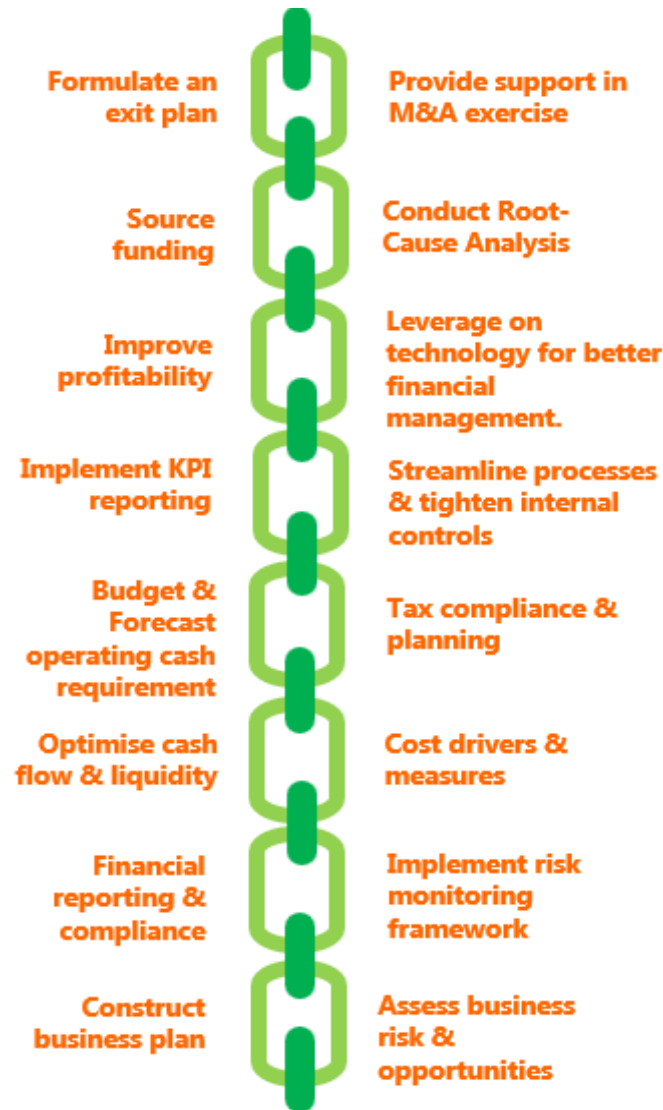 Formulate an
exit plan
Provide support in
M&A exercise
Source
funding
Conduct Root-
Cause Analysis
Improve
profitability
Leverage on
technology for better
financial
management.
Implement KPI
reporting
Streamline processes
& tighten internal
controls
Budget &
Forecast
operating cash
requirement
Tax compliance &
planning
Optimise cash
flow & liquidity
Cost drivers &
measures
Financial
reporting &
compliance
Implement risk
monitoring
framework
Construct
business plan
Assess business
risk &
opportunities